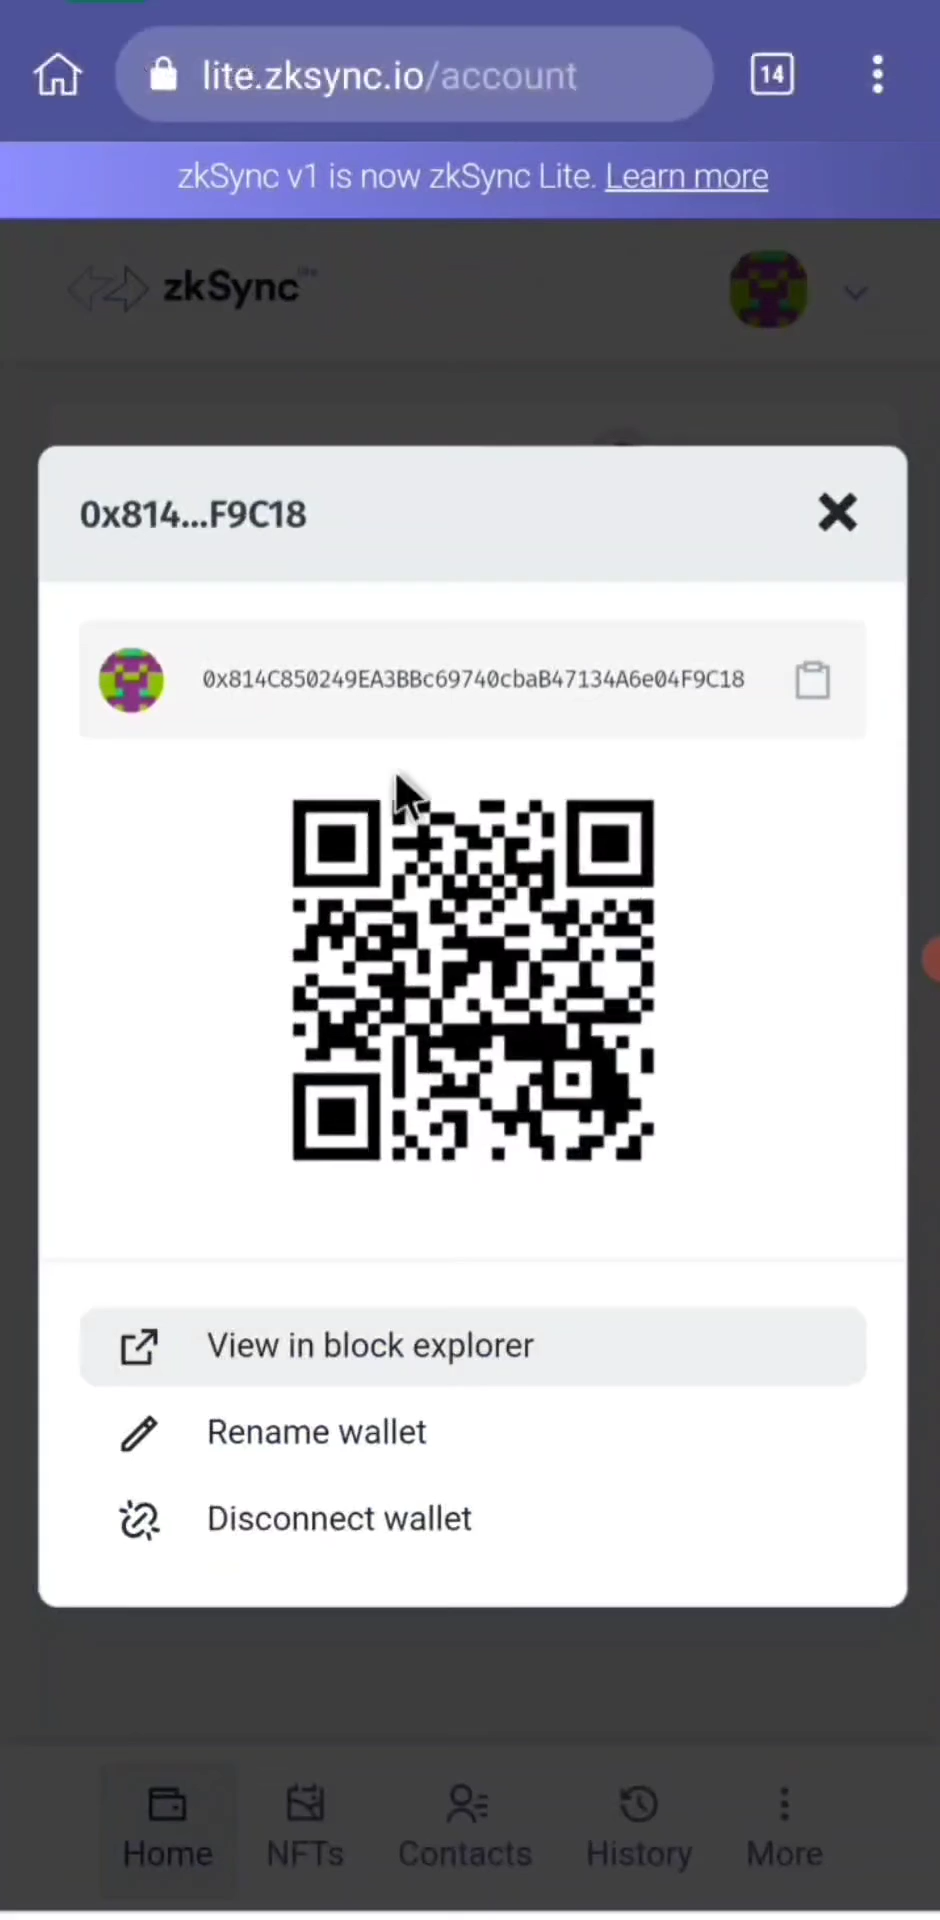 lite.zksync.io/account
14
zkSync v1 is now zkSync Lite. Learn more
zkSync lite
0x814...F9C18
0x814C850249EA3BBc69740cbaB47134A6e04F9C18
View in block explorer
Rename wallet
Disconnect wallet
Home NFTs Contacts History More